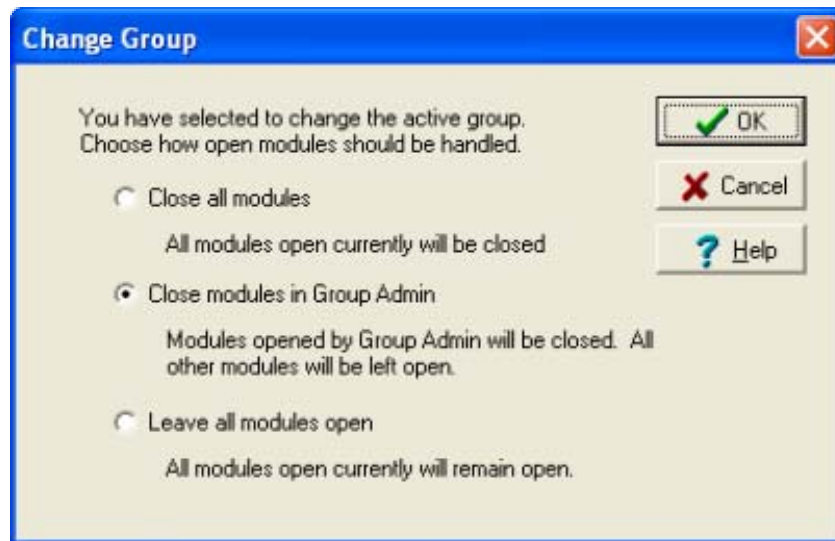 Change Group
You have selected to change the active group.
Choose how open modules should be handled.
OK
Cancel
Help
Close all modules
All modules open currently will be closed
Close modules in Group Admin
Modules opened by Group Admin will be closed. All
other modules will be left open.
Leave all modules open
All modules open currently will remain open.